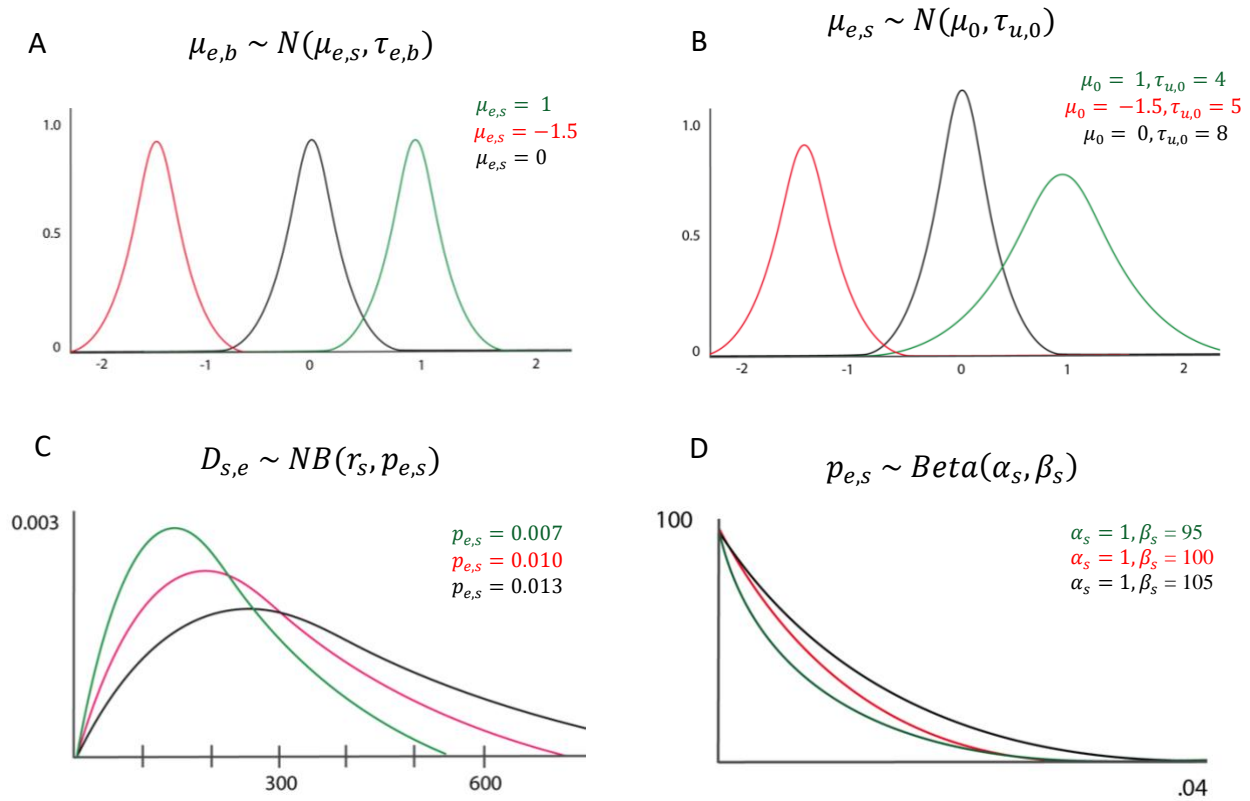 A
μ_{e,b} ~ N(μ_{e,s}, τ_{e,b})
μ_{e,s} = 1
μ_{e,s} = −1.5
μ_{e,s} = 0
1.0
0.5
0
-2 -1 0 1 2
B
μ_{e,s} ~ N(μ_0, τ_{u,0})
μ_0 = 1, τ_{u,0} = 4
μ_0 = −1.5, τ_{u,0} = 5
μ_0 = 0, τ_{u,0} = 8
1.0
0.5
0
-2 -1 0 1 2
C
D_{s,e} ~ NB(r_s, p_{e,s})
0.003
p_{e,s} = 0.007
p_{e,s} = 0.010
p_{e,s} = 0.013
300 600
D
p_{e,s} ~ Beta(α_s, β_s)
100
α_s = 1, β_s = 95
α_s = 1, β_s = 100
α_s = 1, β_s = 105
.04